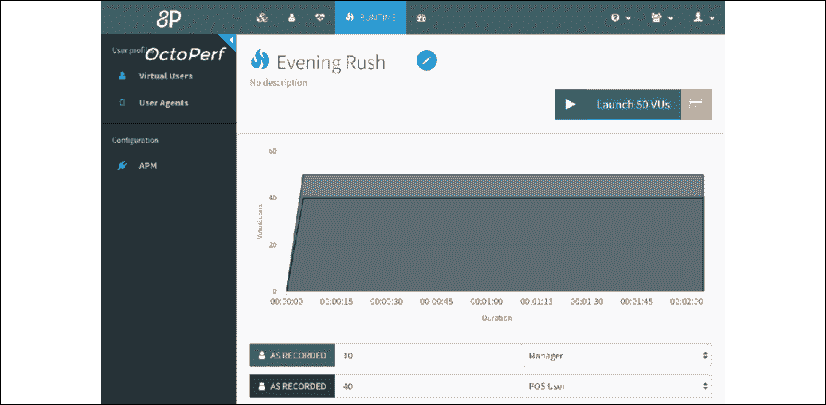 8P
RUNTIME
User profile
OctoPerf
Virtual Users
User Agents
Configuration
APM
Evening Rush
No description
Launch 50 VUs
60
40
20
0
Virtual users
00:00:00 00:00:15 00:00:30 00:00:45 00:01:00 00:01:15 00:01:30 00:01:45 00:02:00
Duration
AS RECORDED 10 Manager
AS RECORDED 40 POS User